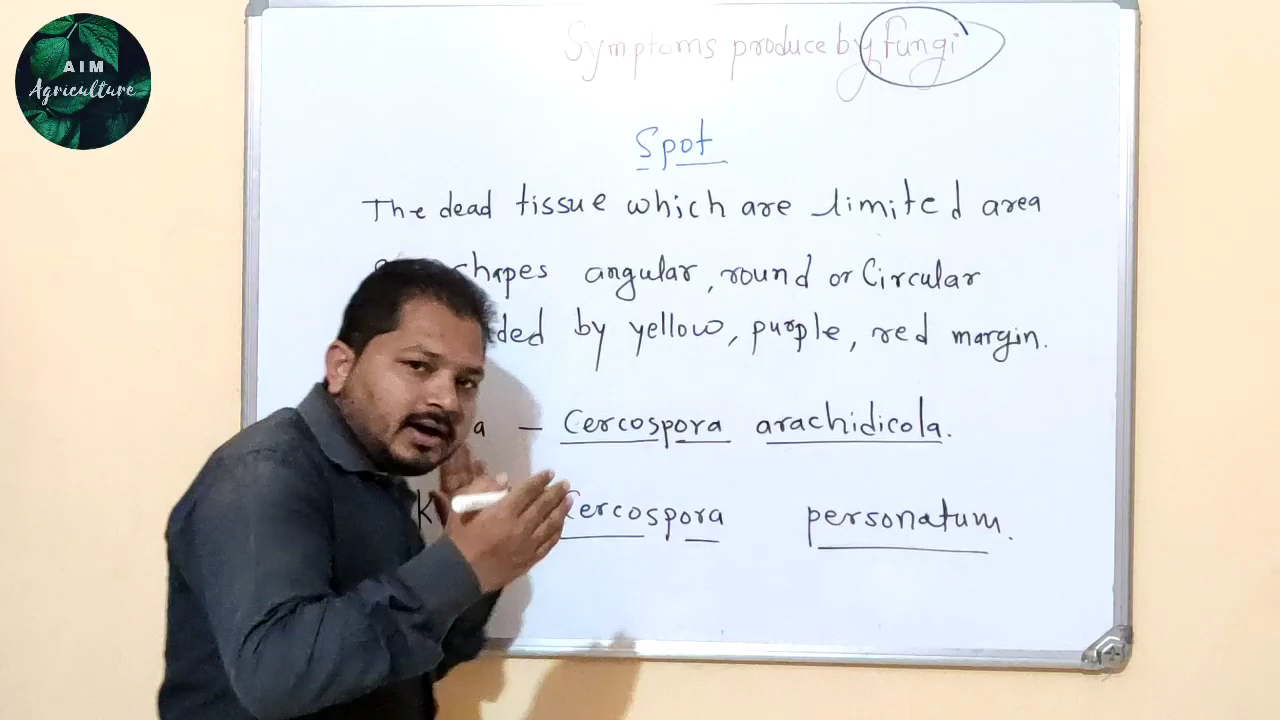 AIM
Agriculture
Symptoms produce by fungi
Spot
The dead tissue which are limited area
shapes angular, round or Circular
by yellow, purple, red margin.
a - Cercospora arachidicola.
K Cercospora personatum.